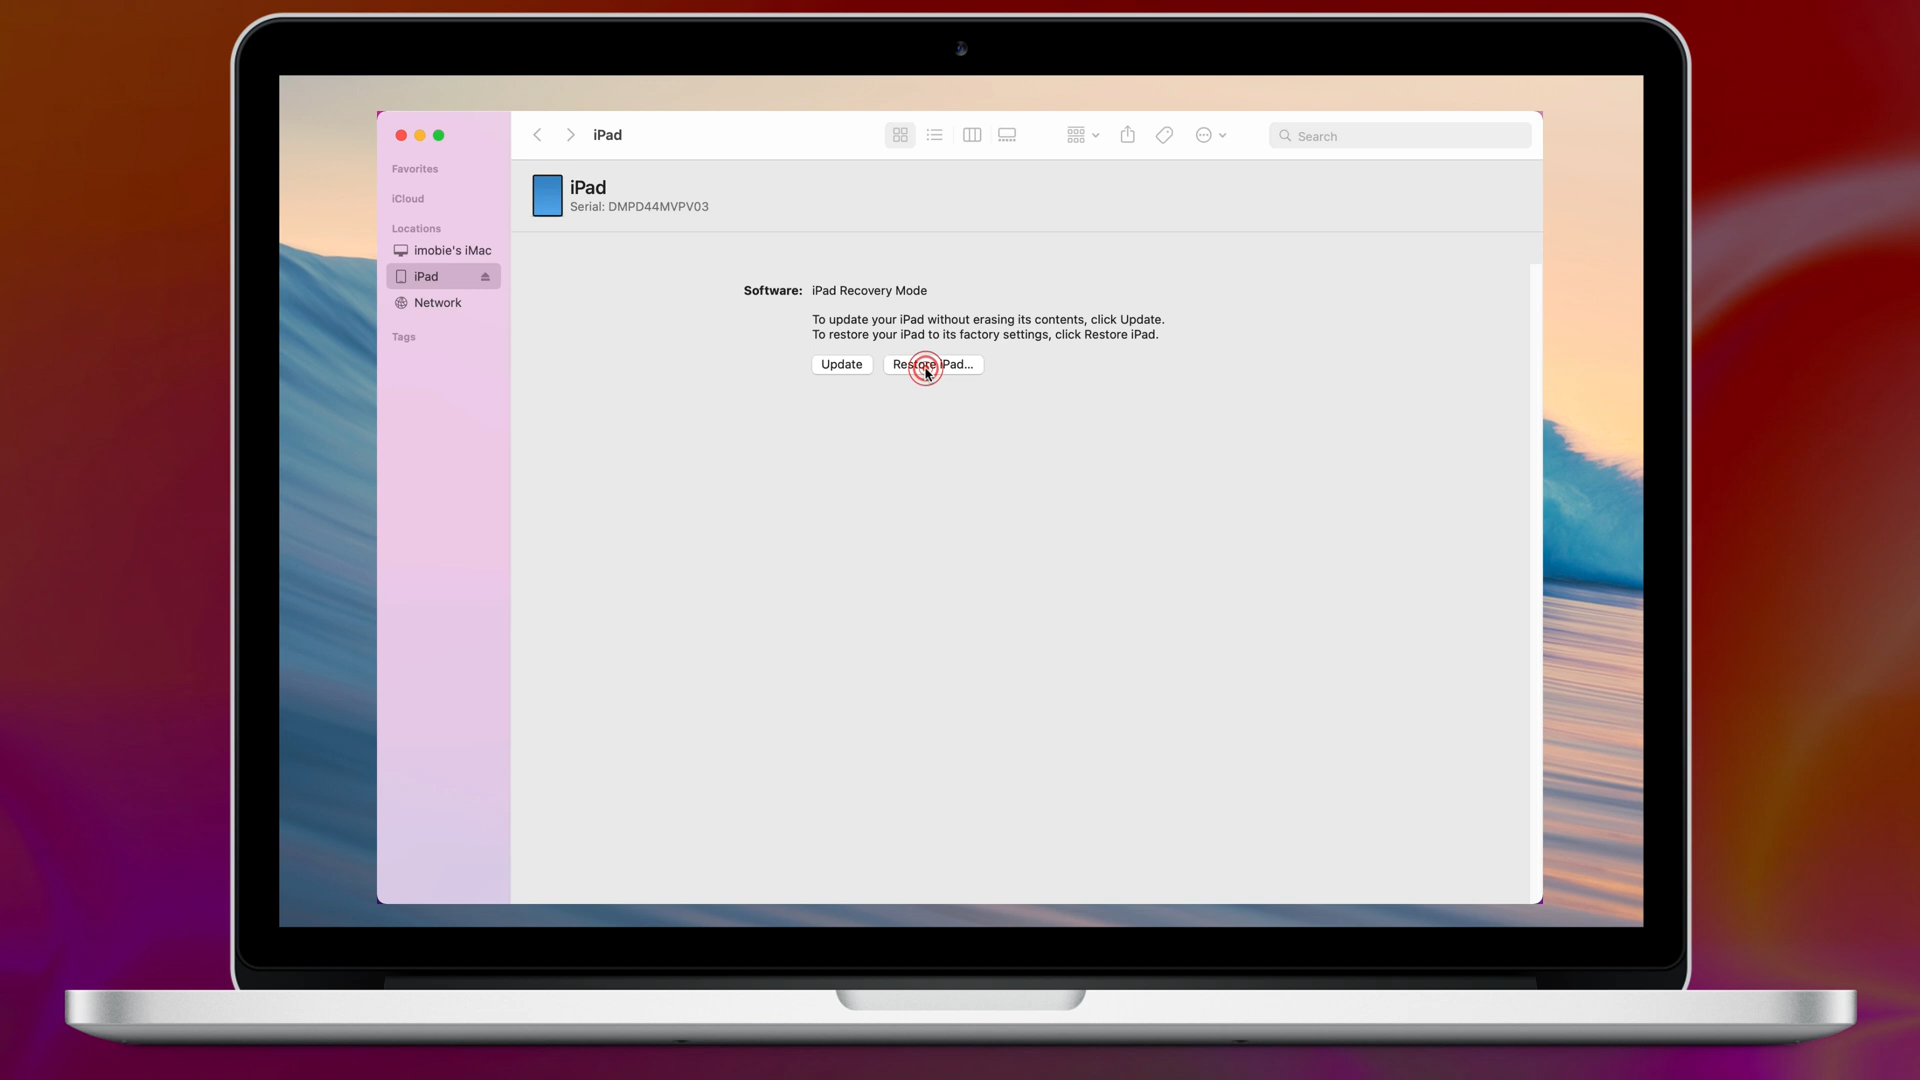 iPad
Search
Favorites
iCloud
Locations
imobie's iMac
iPad
Network
Tags
iPad
Serial: DMPD44MVPV03
Software: iPad Recovery Mode
To update your iPad without erasing its contents, click Update.
To restore your iPad to its factory settings, click Restore iPad.
Update
Restore iPad...